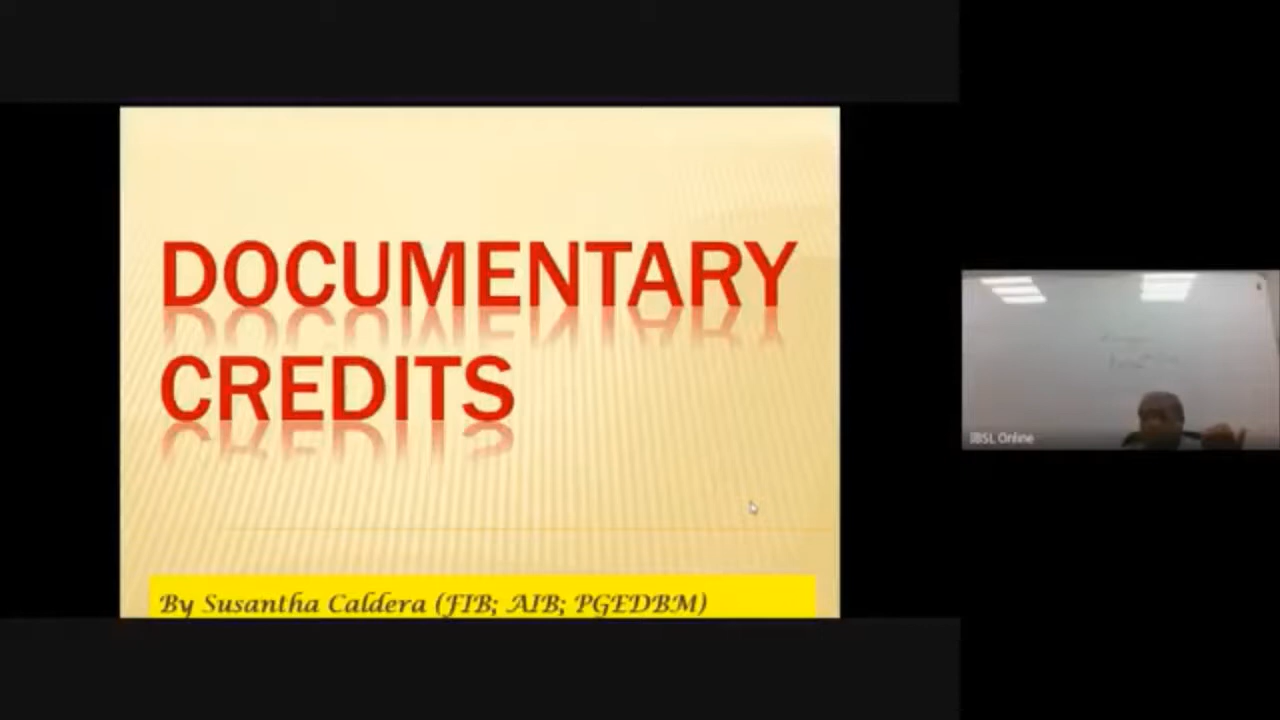 DOCUMENTARY
CREDITS
By Susantha Caldera (FIB; AIB; PGEDBM)
IBSL Online